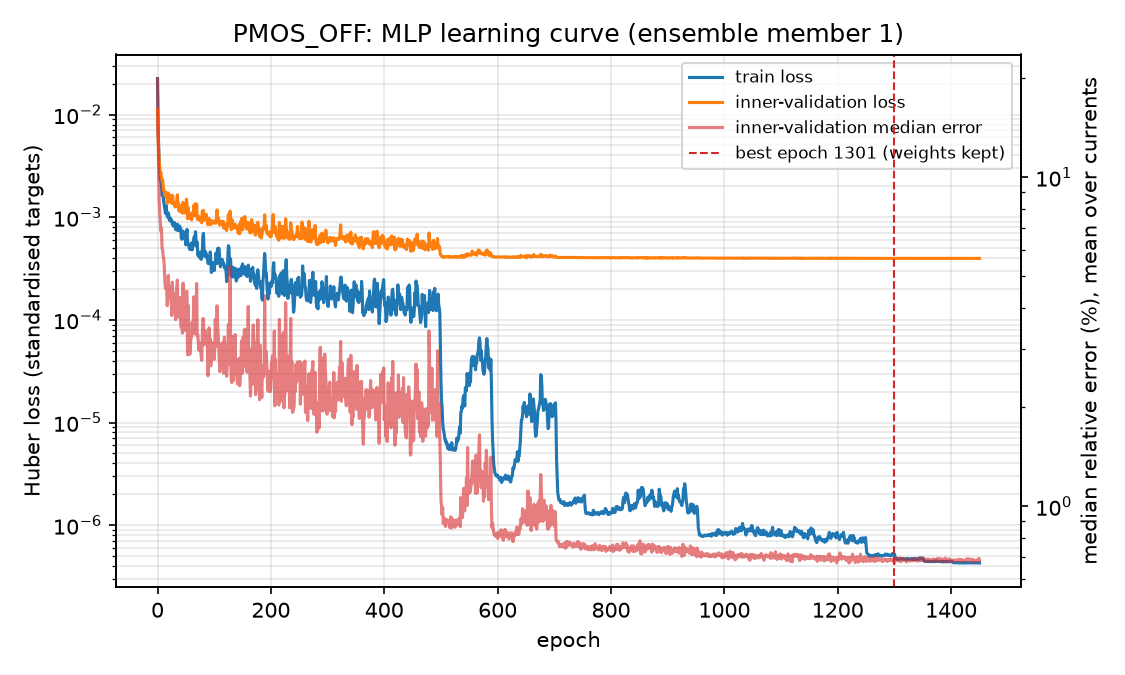 PMOS_OFF: MLP learning curve (ensemble member 1)
train loss
inner-validation loss
inner-validation median error
best epoch 1301 (weights kept)
Huber loss (standardised targets)
10⁻²
10⁻³
10⁻⁴
10⁻⁵
10⁻⁶
median relative error (%), mean over currents
10¹
10⁰
0 200 400 600 800 1000 1200 1400
epoch